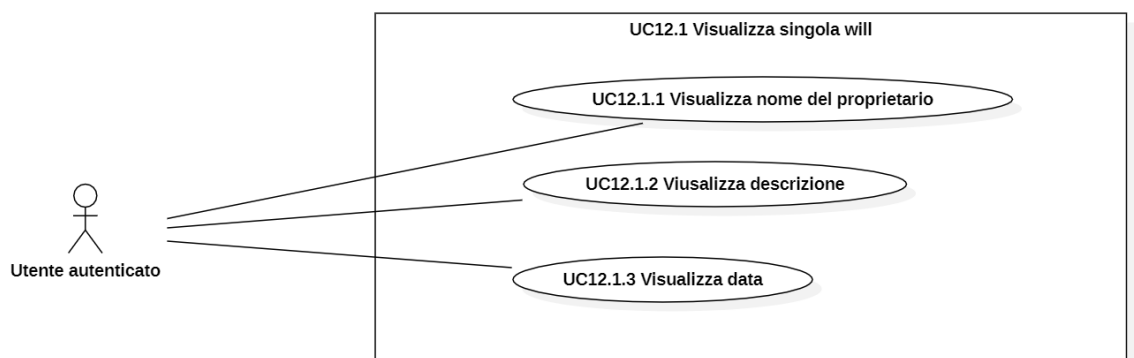 UC12.1 Visualizza singola will
UC12.1.1 Visualizza nome del proprietario
UC12.1.2 Viusalizza descrizione
Utente autenticato
UC12.1.3 Visualizza data